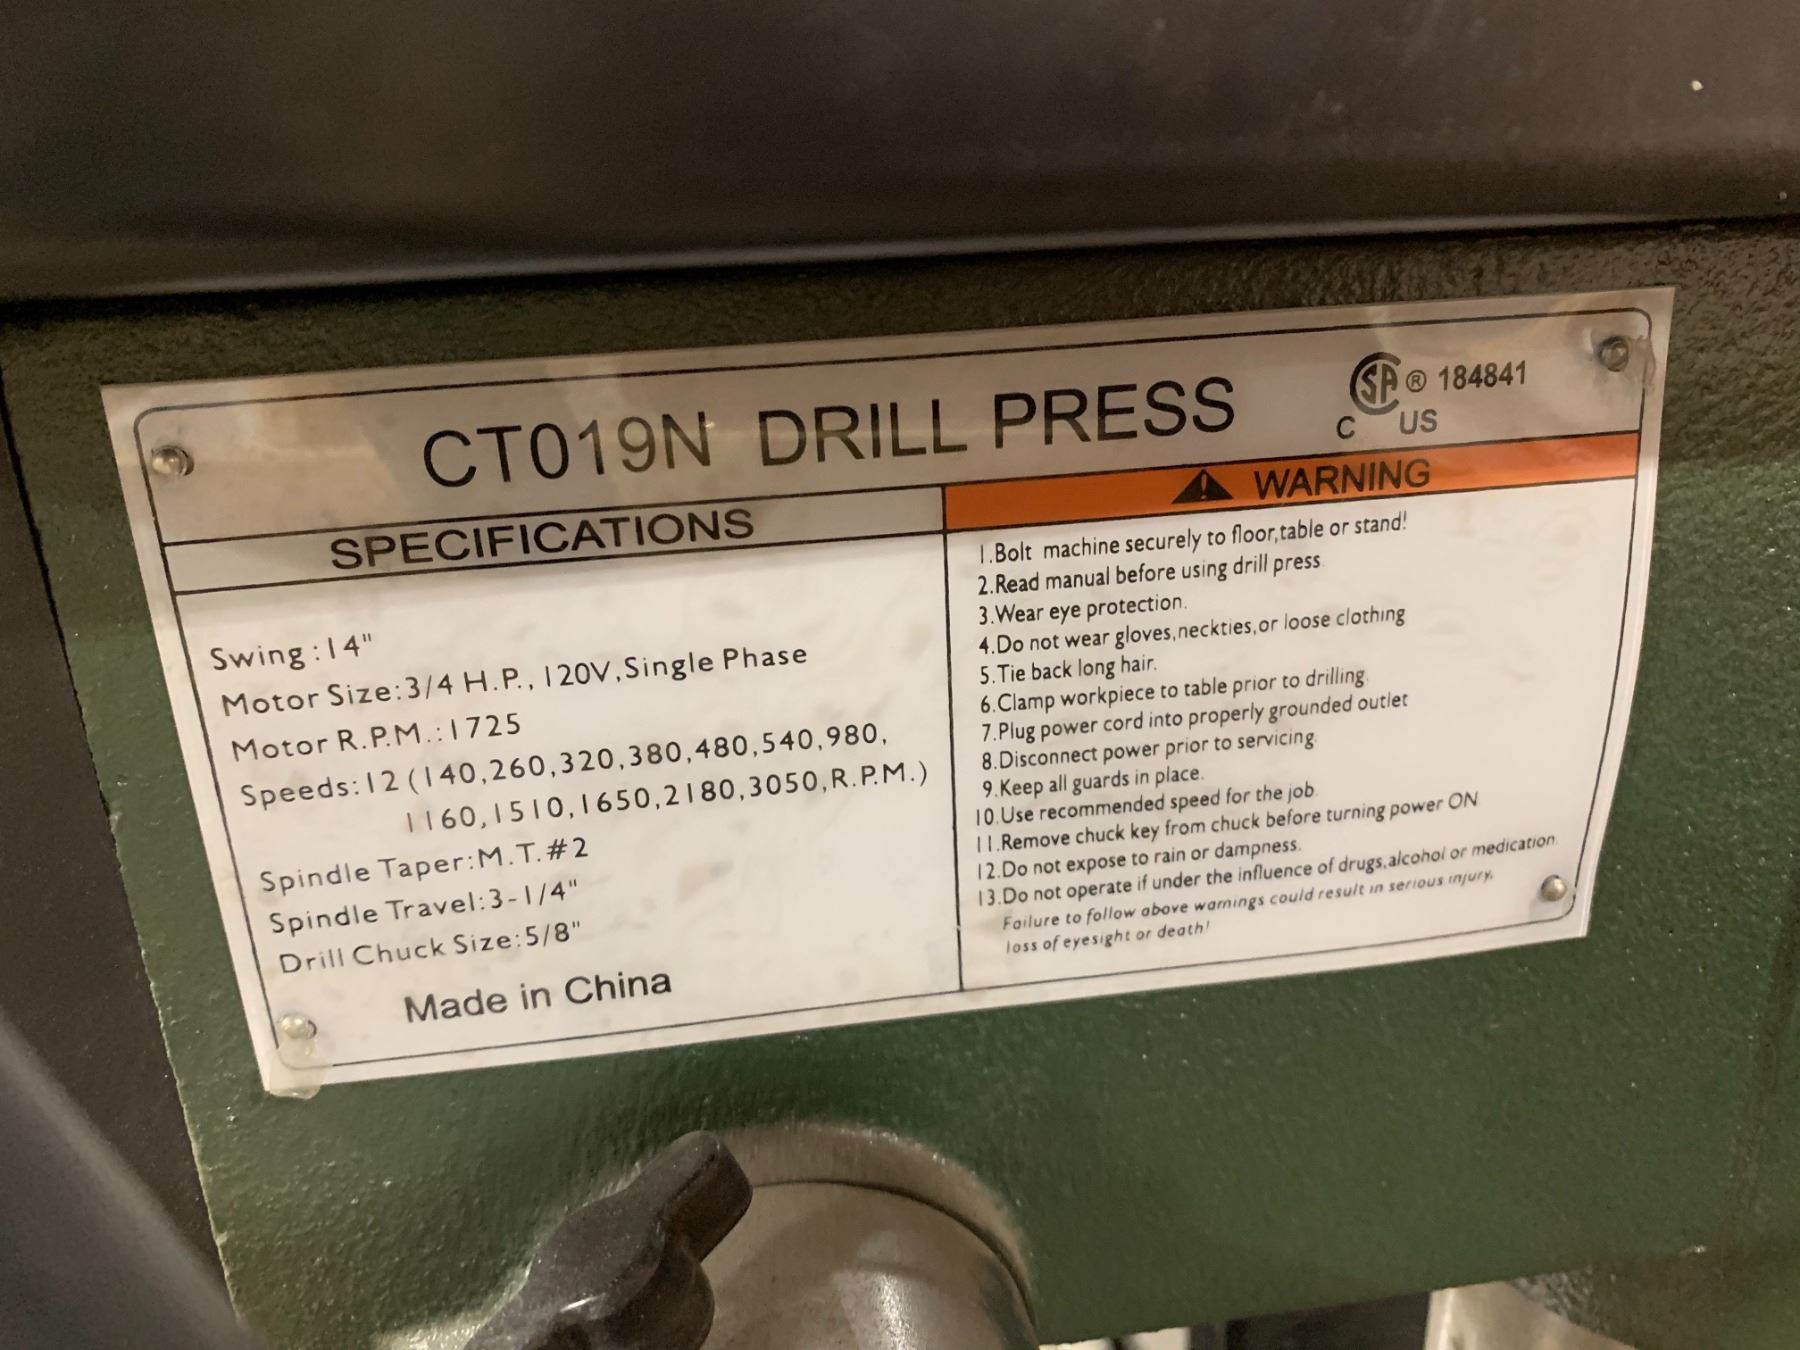 CT019N DRILL PRESS
SA ® 184841
C US
SPECIFICATIONS
Swing:14"
Motor Size:3/4 H.P., 120V,Single Phase
Motor R.P.M.:1725
Speeds:12 (140,260,320,380,480,540,980,
1160,1510,1650,2180,3050,R.P.M.)
Spindle Taper:M.T.#2
Spindle Travel:3-1/4"
Drill Chuck Size:5/8"
Made in China
WARNING
1.Bolt machine securely to floor,table or stand!
2.Read manual before using drill press.
3.Wear eye protection.
4.Do not wear gloves,neckties,or loose clothing
5.Tie back long hair.
6.Clamp workpiece to table prior to drilling.
7.Plug power cord into properly grounded outlet
8.Disconnect power prior to servicing.
9.Keep all guards in place.
10.Use recommended speed for the job.
11.Remove chuck key from chuck before turning power ON
12.Do not expose to rain or dampness.
13.Do not operate if under the influence of drugs,alcohol or medication.
Failure to follow above warnings could result in serious injury,
loss of eyesight or death!